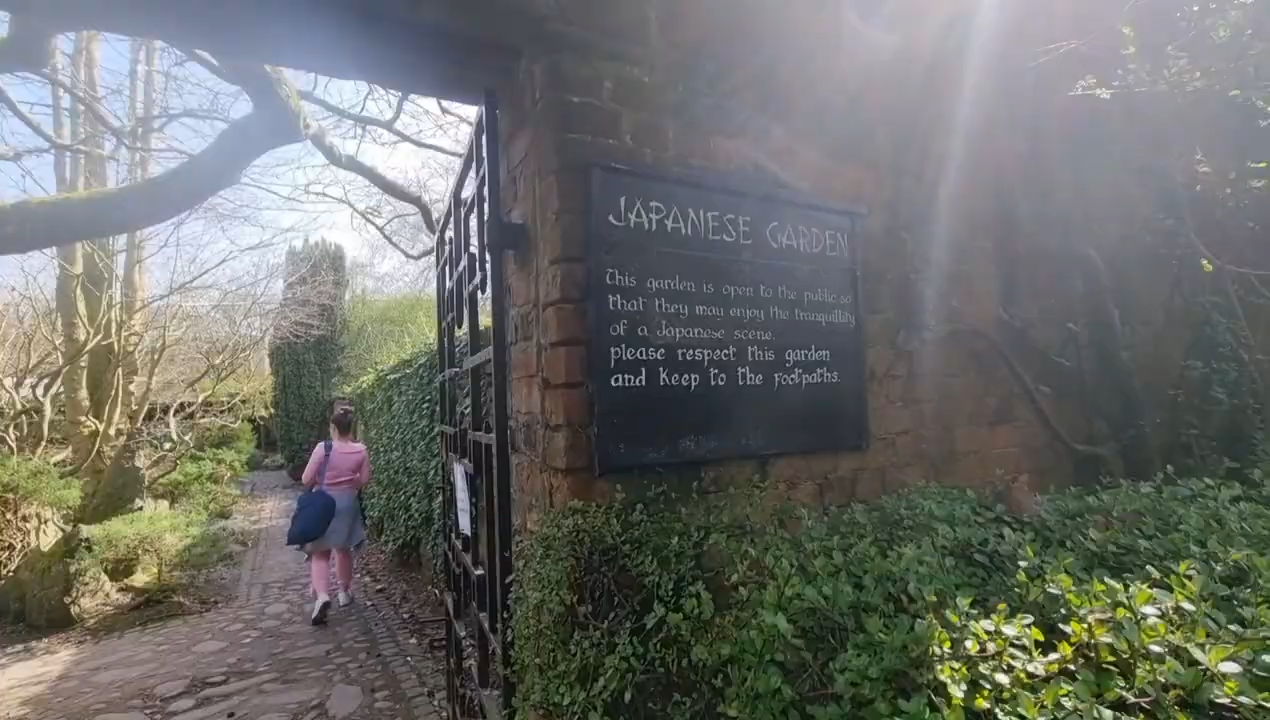 JAPANESE GARDEN
This garden is open to the public so
that they may enjoy the tranquillity
of a Japanese scene.
please respect this garden
and keep to the footpaths.